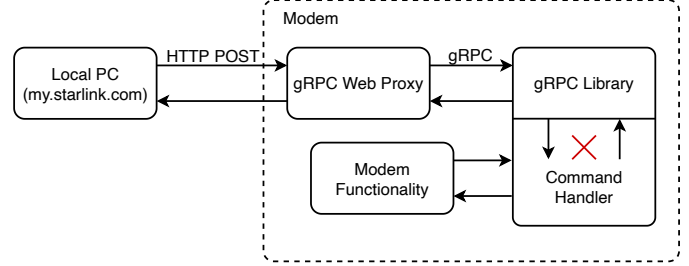 Modem
HTTP POST
gRPC
Local PC
(my.starlink.com)
gRPC Web Proxy
gRPC Library
Modem
Functionality
Command
Handler